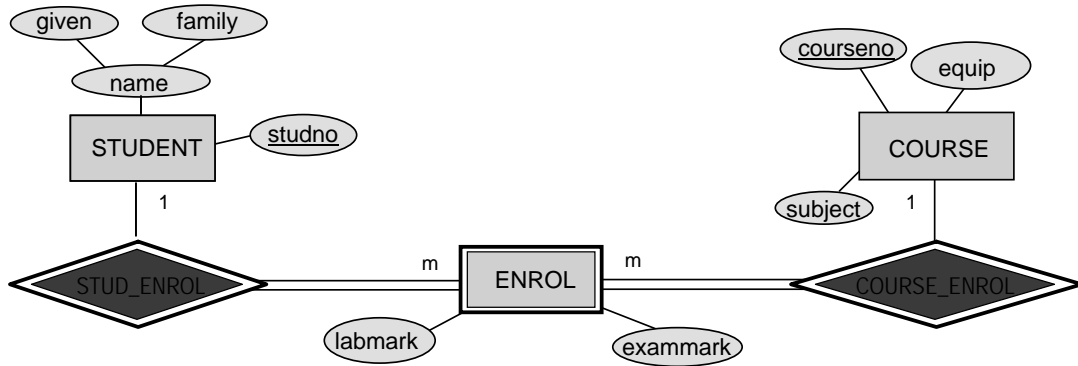 given
family
name
STUDENT
studno
courseno
equip
COURSE
subject
1
1
STUD_ENROL
m
ENROL
m
COURSE_ENROL
labmark
exammark